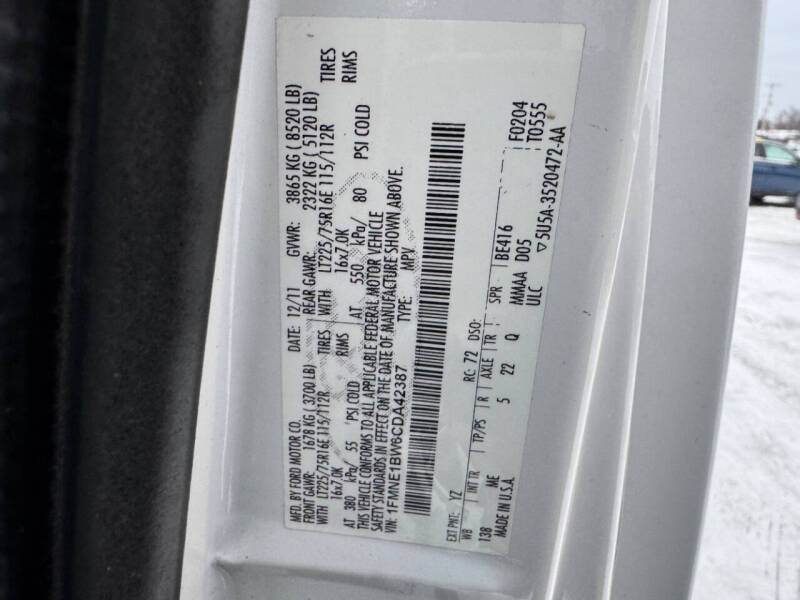 MFD. BY FORD MOTOR CO. DATE: 12/11 GVWR: 3865 KG ( 8520 LB)
FRONT GAWR: 1678 KG ( 3700 LB) REAR GAWR: 2322 KG ( 5120 LB)
WITH LT225/75R16E 115/112R TIRES WITH LT225/75R16E 115/112R TIRES
16x7.0K RIMS 16x7.0K RIMS
AT 380 kPa/ 55 PSI COLD AT 550 kPa/ 80 PSI COLD
THIS VEHICLE CONFORMS TO ALL APPLICABLE FEDERAL MOTOR VEHICLE
SAFETY STANDARDS IN EFFECT ON THE DATE OF MANUFACTURE SHOWN ABOVE.
VIN: 1FMNE1BW6CDA42387 TYPE: MPV
EXT PNT: YZ RC: 72 DSO: F0204
WB INT TR TP/PS R AXLE TR SPR BE416 T0555
138 ME 5 22 Q IMMAA D05
MADE IN U.S.A. ULC ▽5U5A-3520472-AA